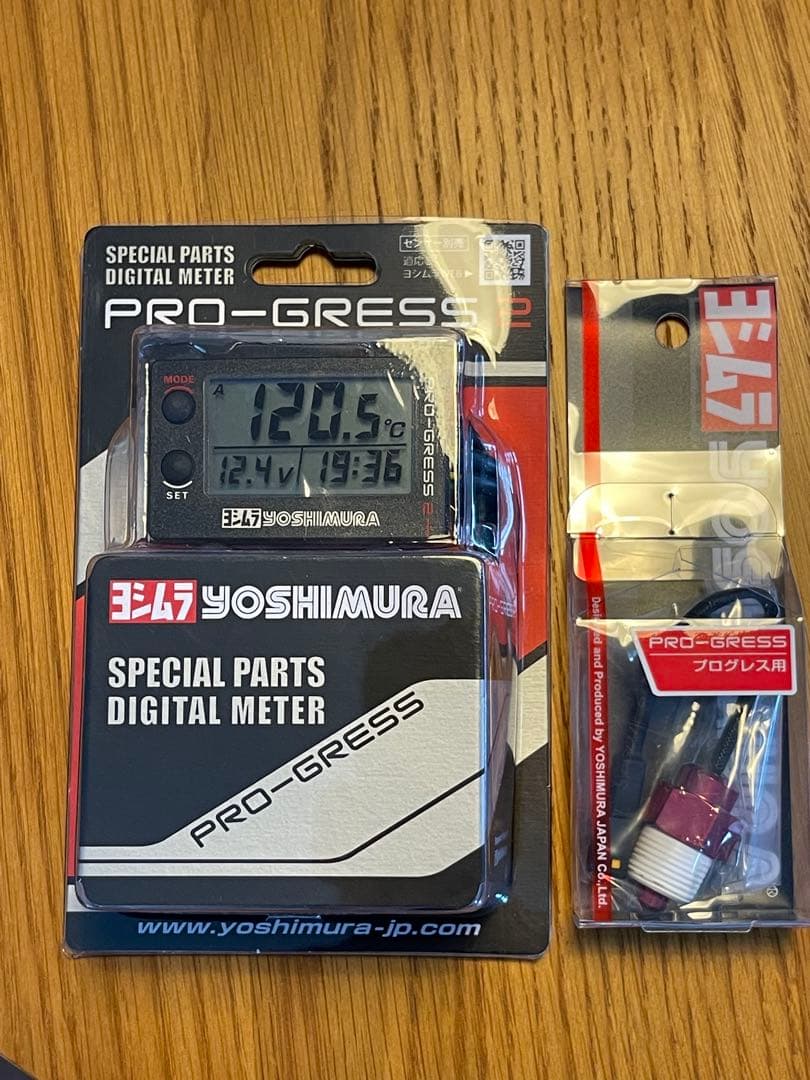 SPECIAL PARTS
DIGITAL METER
センサー別売
PRO-GRESS 2
MODE
A
120.5℃
12.4V 19:36
SET
PRO-GRESS 2
ヨシムラ YOSHIMURA
ヨシムラ YOSHIMURA
SPECIAL PARTS
DIGITAL METER
PRO-GRESS
www.yoshimura-jp.com
ヨシムラ
PRO-GRESS
プログレス用
Designed and Produced by YOSHIMURA JAPAN Co.,Ltd.